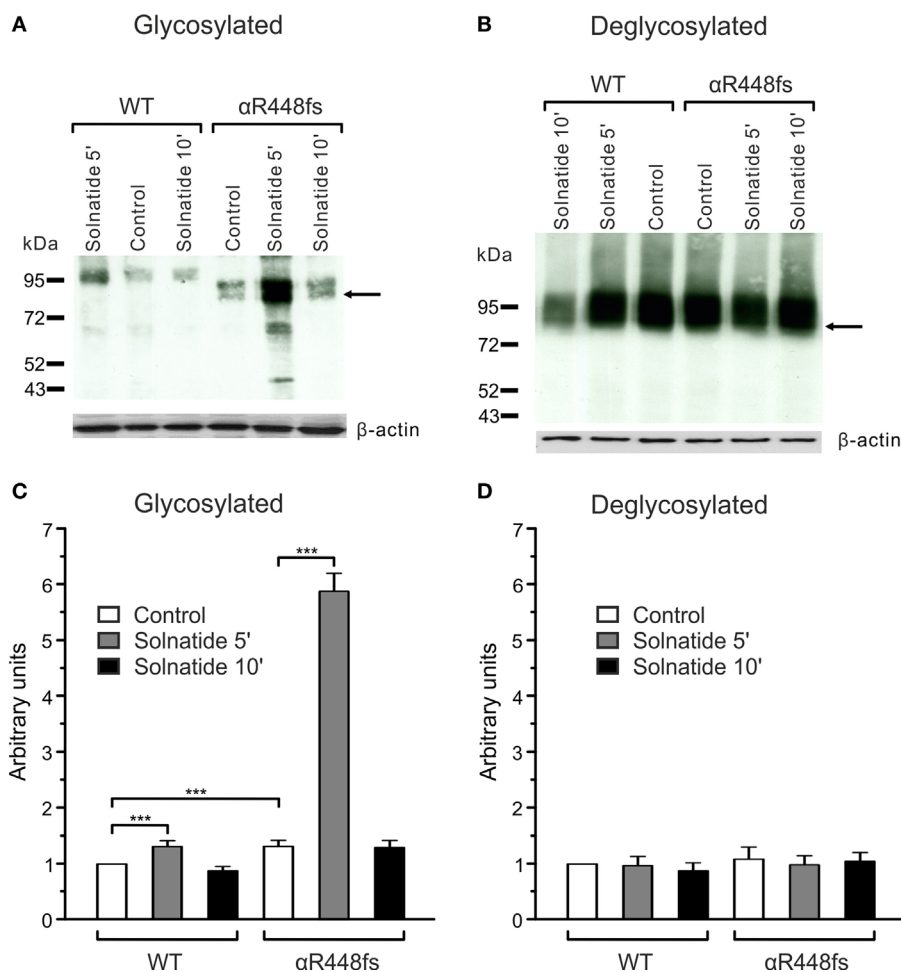 A
Glycosylated
WT
αR448fs
Solnatide 5'
Control
Solnatide 10'
Control
Solnatide 5'
Solnatide 10'
kDa
95
72
52
43
β-actin
B
Deglycosylated
WT
αR448fs
Solnatide 10'
Solnatide 5'
Control
Control
Solnatide 5'
Solnatide 10'
kDa
95
72
52
43
β-actin
C
Glycosylated
Arbitrary units
7
6
5
4
3
2
1
0
Control
Solnatide 5'
Solnatide 10'
***
***
***
WT
αR448fs
D
Deglycosylated
Arbitrary units
7
6
5
4
3
2
1
0
Control
Solnatide 5'
Solnatide 10'
WT
αR448fs